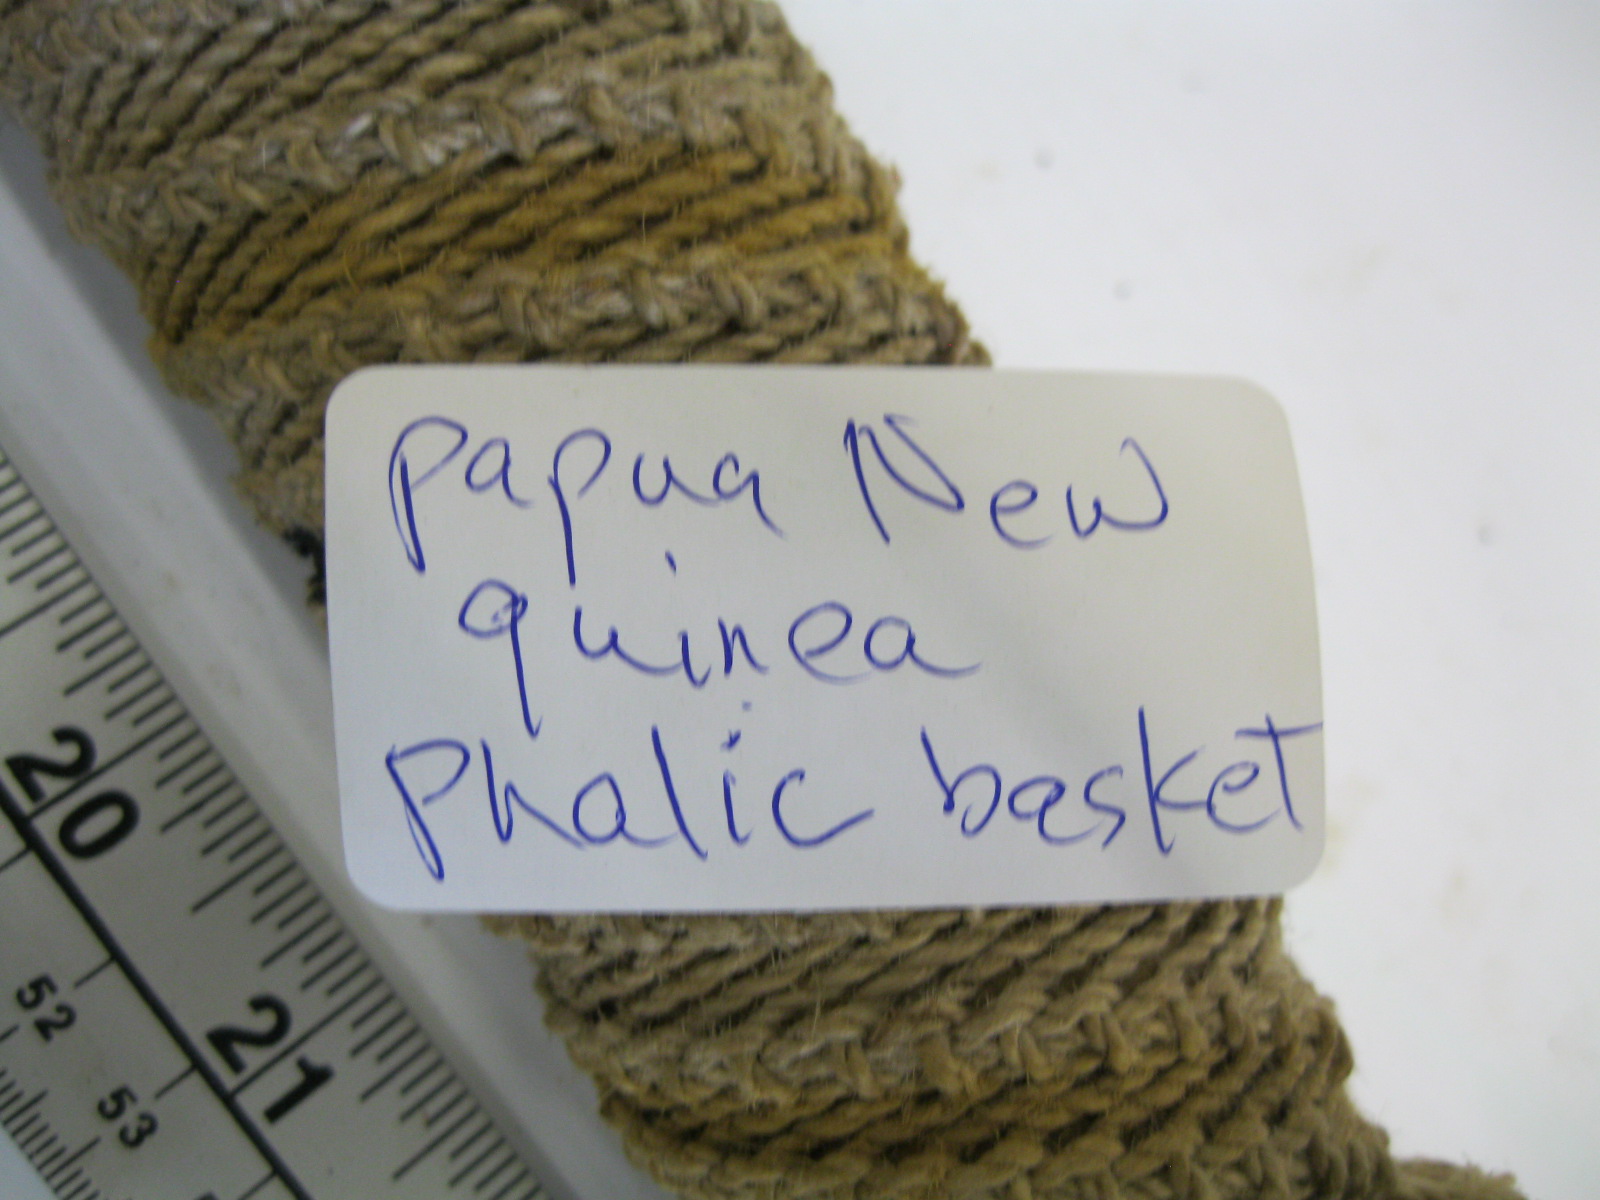 papua New
guinea
Phalic basket
20
52
21
53